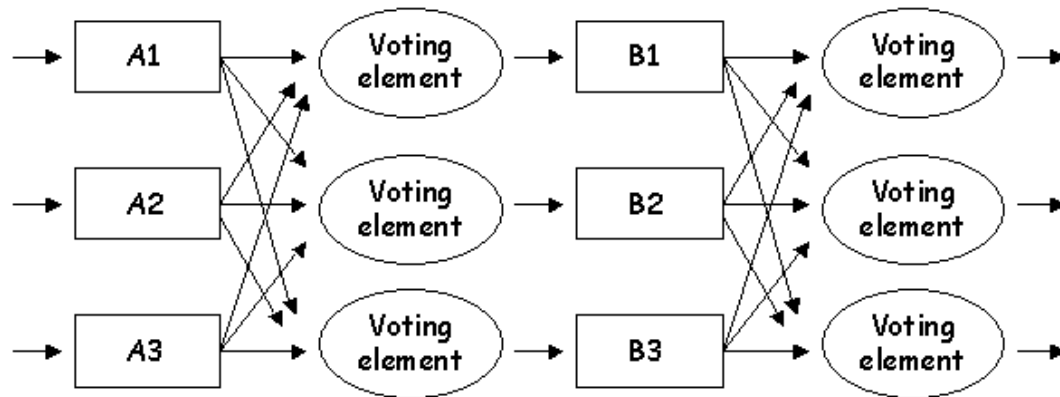 A1
Voting
element
B1
Voting
element
A2
Voting
element
B2
Voting
element
A3
Voting
element
B3
Voting
element